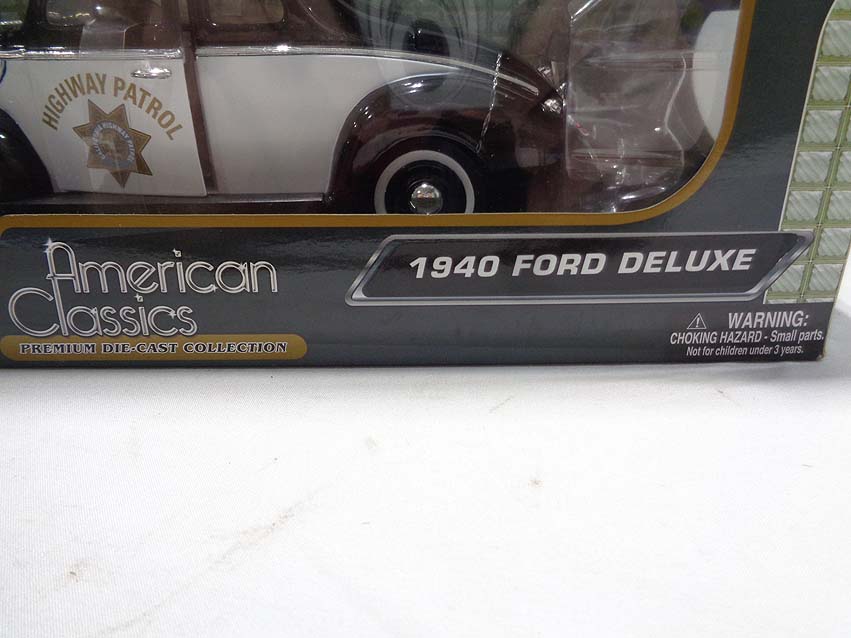 HIGHWAY PATROL
American
Classics
PREMIUM DIE-CAST COLLECTION
1940 FORD DELUXE
WARNING:
CHOKING HAZARD - Small parts.
Not for children under 3 years.